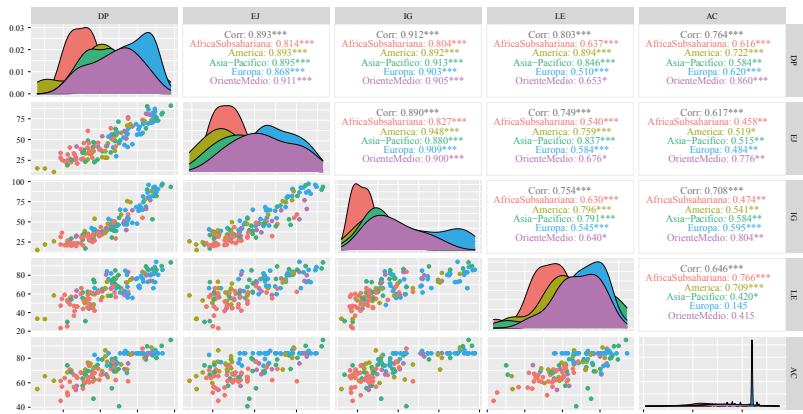 DP EJ IG LE AC
0.03
0.02
0.01
0.00
Corr: 0.893***
AfricaSubsahariana: 0.814***
America: 0.893***
Asia-Pacifico: 0.895***
Europa: 0.868***
OrienteMedio: 0.911***
Corr: 0.912***
AfricaSubsahariana: 0.804***
America: 0.892***
Asia-Pacifico: 0.913***
Europa: 0.903***
OrienteMedio: 0.905***
Corr: 0.803***
AfricaSubsahariana: 0.637***
America: 0.894***
Asia-Pacifico: 0.846***
Europa: 0.510***
OrienteMedio: 0.653*
Corr: 0.764***
AfricaSubsahariana: 0.616***
America: 0.722***
Asia-Pacifico: 0.584**
Europa: 0.620***
OrienteMedio: 0.860***
DP
75
50
25
Corr: 0.890***
AfricaSubsahariana: 0.827***
America: 0.948***
Asia-Pacifico: 0.880***
Europa: 0.909***
OrienteMedio: 0.900***
Corr: 0.749***
AfricaSubsahariana: 0.540***
America: 0.759***
Asia-Pacifico: 0.837***
Europa: 0.584***
OrienteMedio: 0.676*
Corr: 0.617***
AfricaSubsahariana: 0.458**
America: 0.519*
Asia-Pacifico: 0.515**
Europa: 0.484**
OrienteMedio: 0.776**
EJ
100
75
50
25
Corr: 0.754***
AfricaSubsahariana: 0.630***
America: 0.796***
Asia-Pacifico: 0.791***
Europa: 0.545***
OrienteMedio: 0.640*
Corr: 0.708***
AfricaSubsahariana: 0.474**
America: 0.541**
Asia-Pacifico: 0.584**
Europa: 0.595***
OrienteMedio: 0.804**
IG
80
60
40
20
Corr: 0.646***
AfricaSubsahariana: 0.766***
America: 0.709***
Asia-Pacifico: 0.420*
Europa: 0.145
OrienteMedio: 0.415
LE
80
60
40
AC